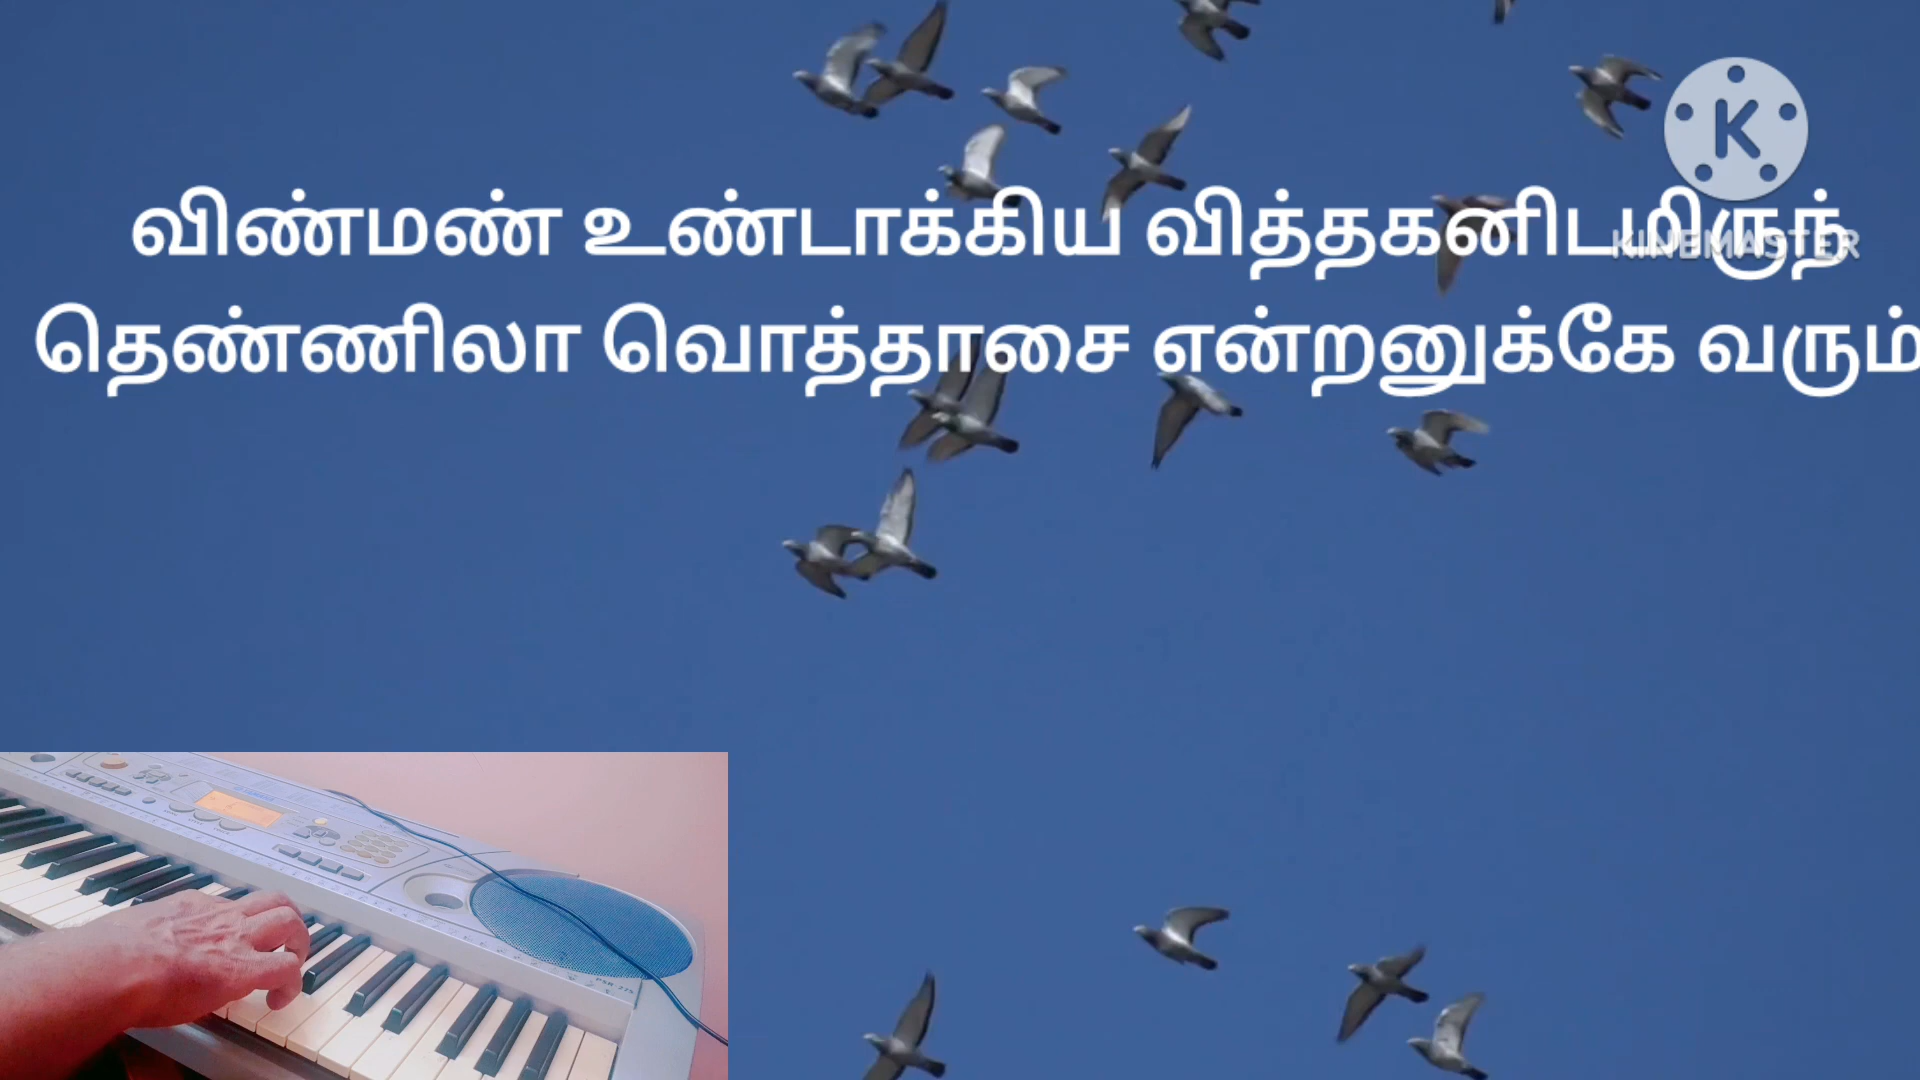 விண்மண் உண்டாக்கிய வித்தகனிடமிருந்
தெண்ணிலா வொத்தாசை என்றனுக்கே வரும்
K
KINEMASTER